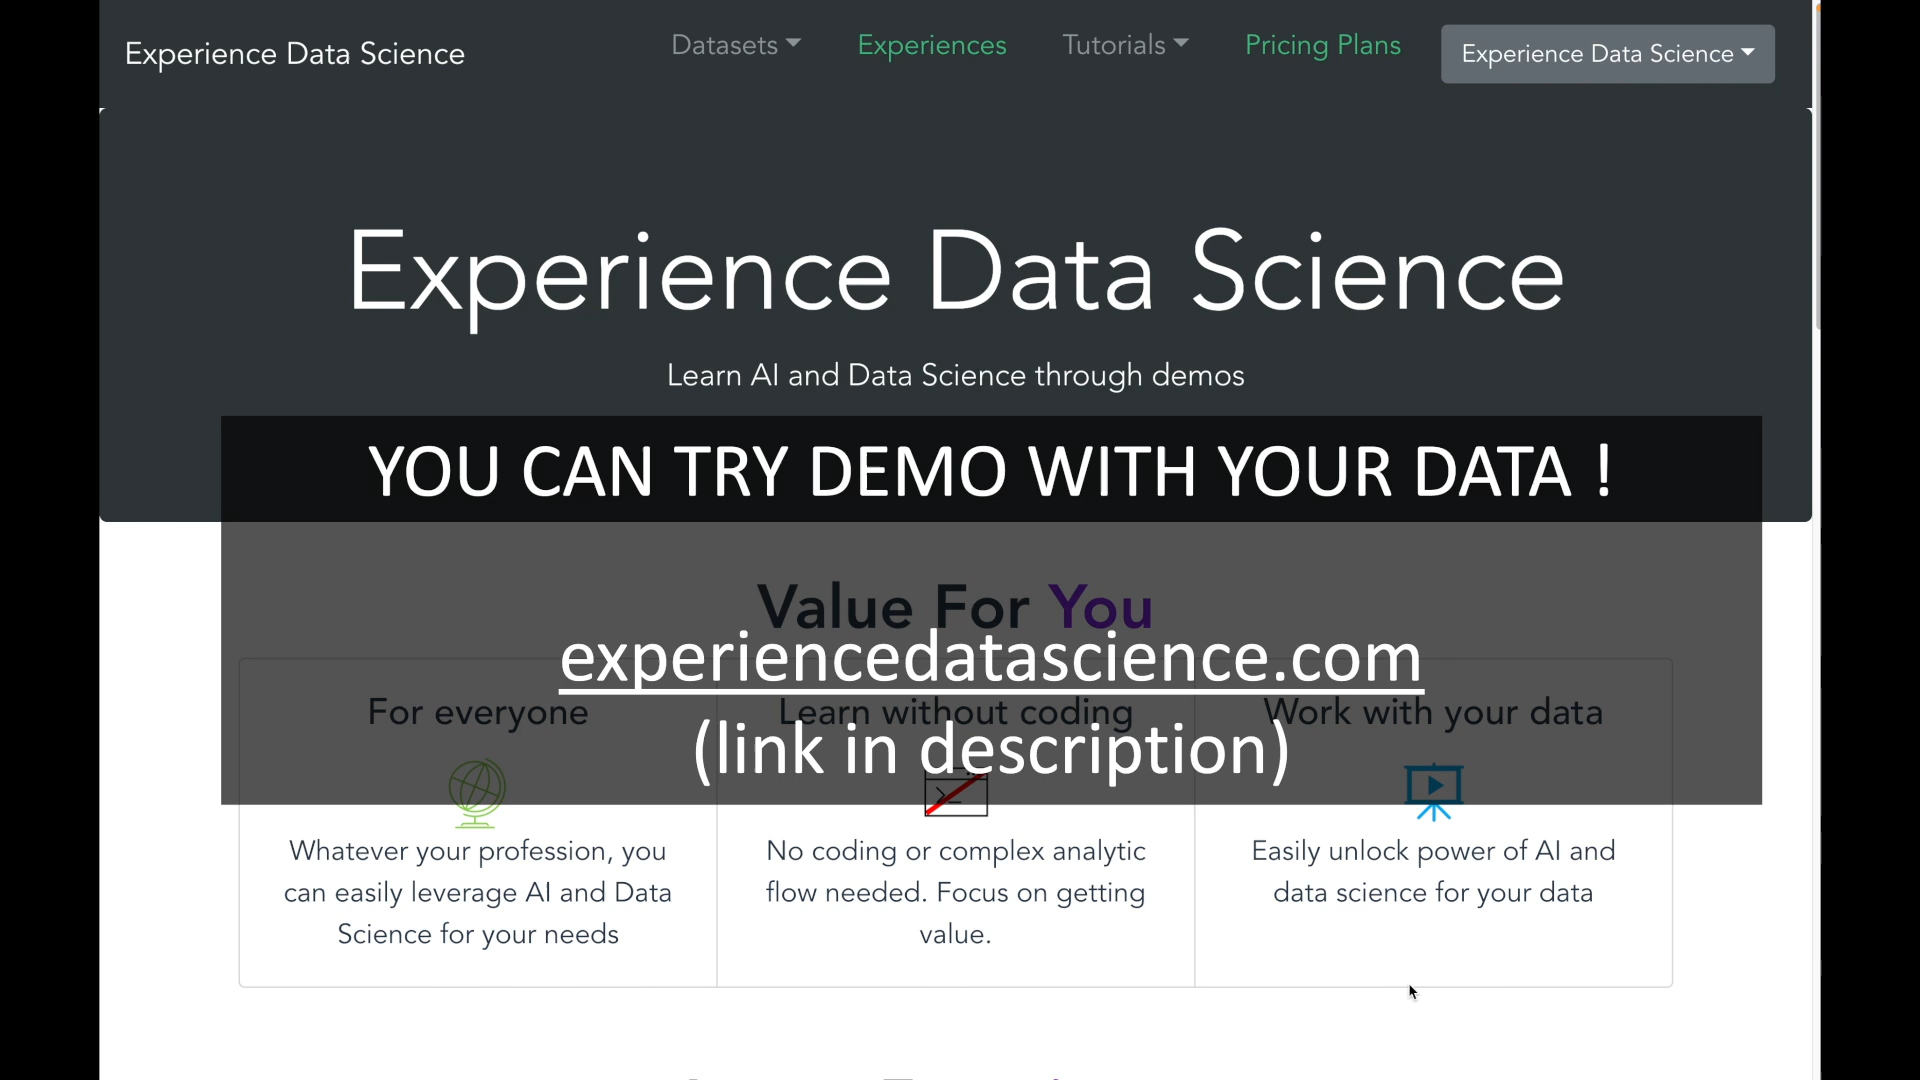 Experience Data Science
Datasets
Experiences
Tutorials
Pricing Plans
Experience Data Science
Experience Data Science
Learn AI and Data Science through demos
YOU CAN TRY DEMO WITH YOUR DATA !
Value For You
experiencedatascience.com
(link in description)
For everyone
Whatever your profession, you
can easily leverage AI and Data
Science for your needs
Learn without coding
No coding or complex analytic
flow needed. Focus on getting
value.
Work with your data
Easily unlock power of AI and
data science for your data